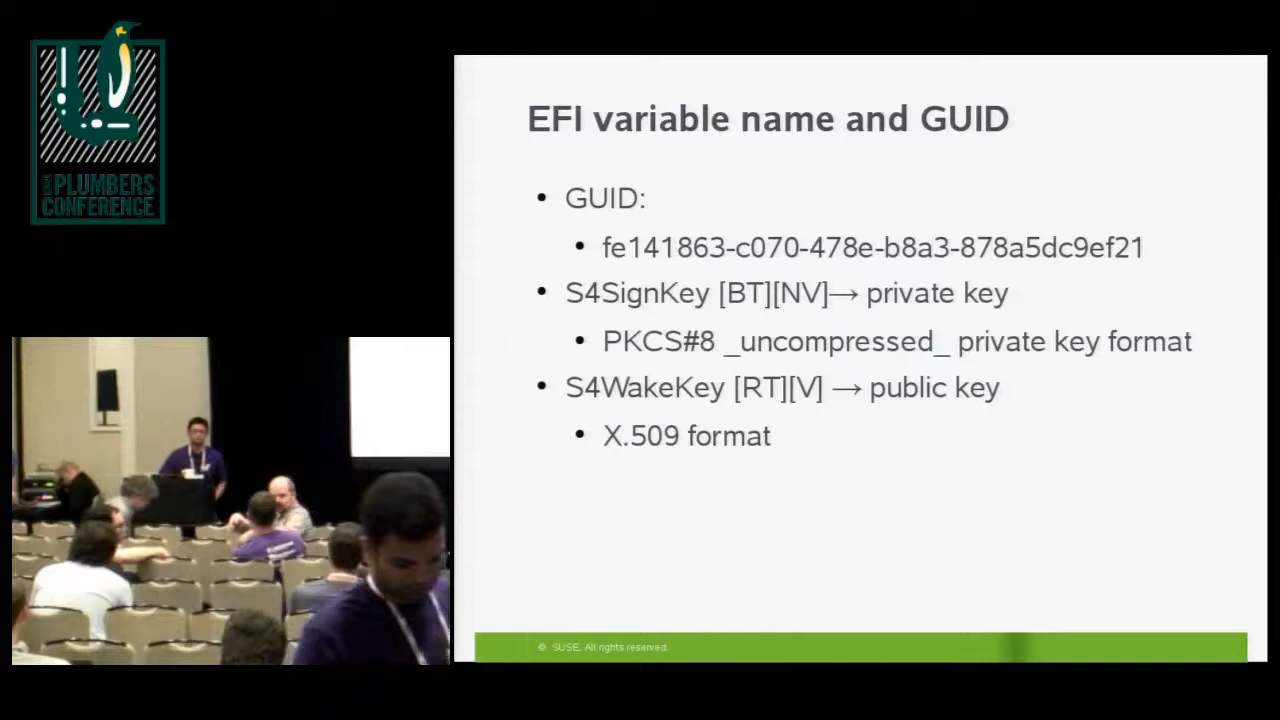 LINUX
PLUMBERS
CONFERENCE
EFI variable name and GUID
• GUID:
• fe141863-c070-478e-b8a3-878a5dc9ef21
• S4SignKey [BT][NV]→ private key
• PKCS#8 _uncompressed_ private key format
• S4WakeKey [RT][V] → public key
• X.509 format
© SUSE, All rights reserved.